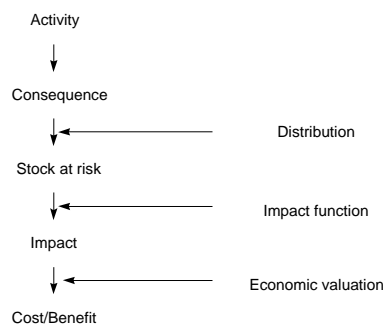 Activity
Consequence
Distribution
Stock at risk
Impact function
Impact
Economic valuation
Cost/Benefit